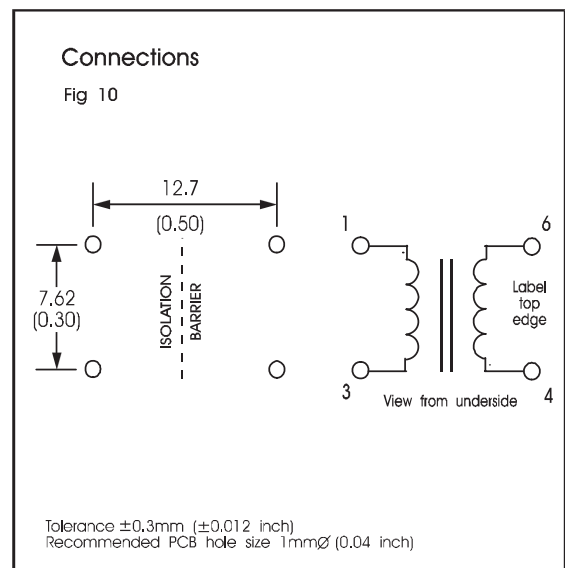 Connections
Fig 10
12.7
(0.50)
7.62
(0.30)
ISOLATION
BARRIER
1
6
3
4
Label
top
edge
View from underside
Tolerance ±0.3mm (±0.012 inch)
Recommended PCB hole size 1mmØ (0.04 inch)